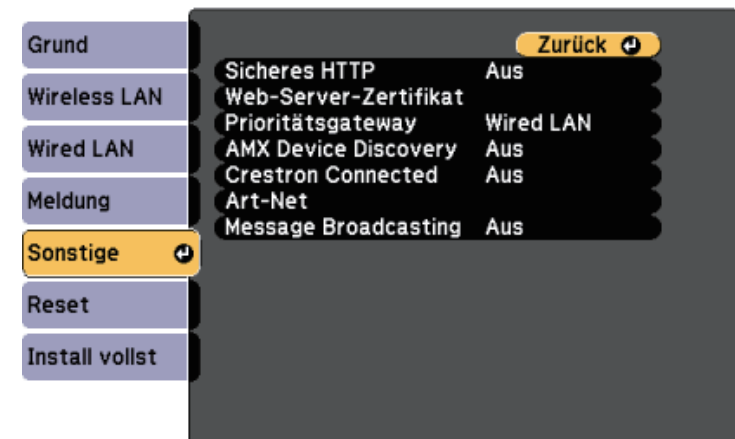 Grund
Wireless LAN
Wired LAN
Meldung
Sonstige
Reset
Install vollst
Zurück
Sicheres HTTP Aus
Web-Server-Zertifikat
Prioritätsgateway Wired LAN
AMX Device Discovery Aus
Crestron Connected Aus
Art-Net
Message Broadcasting Aus